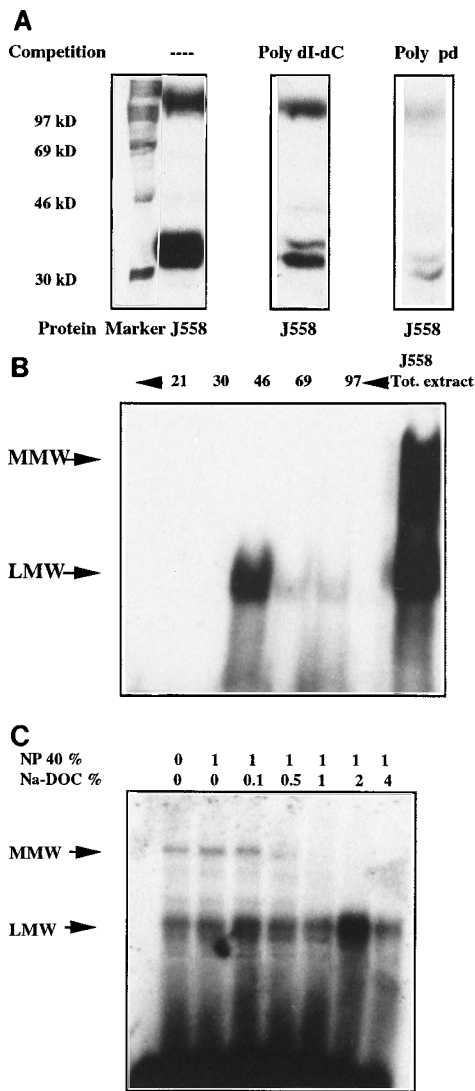 A
Competition ---- Poly dI-dC Poly pd
97 kD
69 kD
46 kD
30 kD
Protein Marker J558 J558 J558
B
J558
21 30 46 69 97 Tot. extract
MMW
LMW
C
NP 40 % 0 1 1 1 1 1 1
Na-DOC % 0 0 0.1 0.5 1 2 4
MMW
LMW